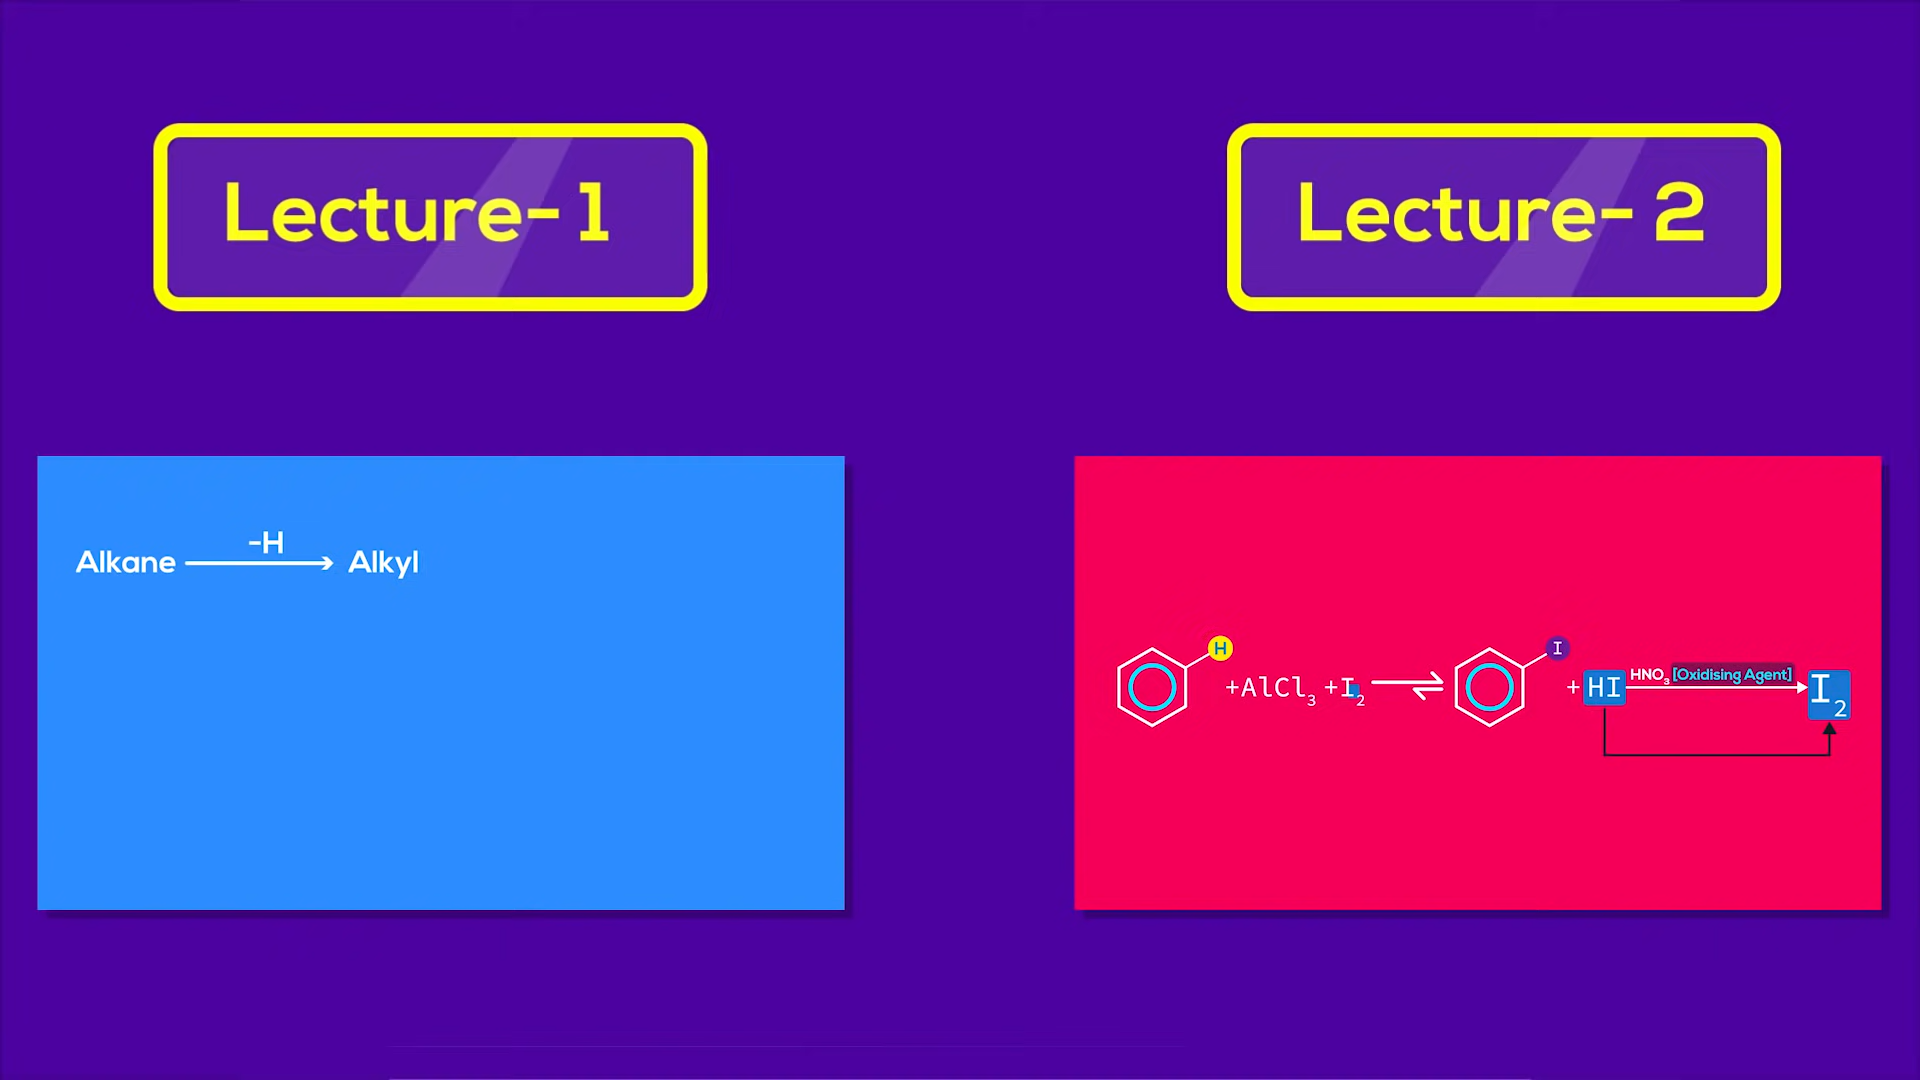 Lecture- 1
Lecture- 2
-H
Alkane ⟶ Alkyl
H
I
+AlCl₃ +I₂ ⇌ + HI HNO₃ [Oxidising Agent] I₂